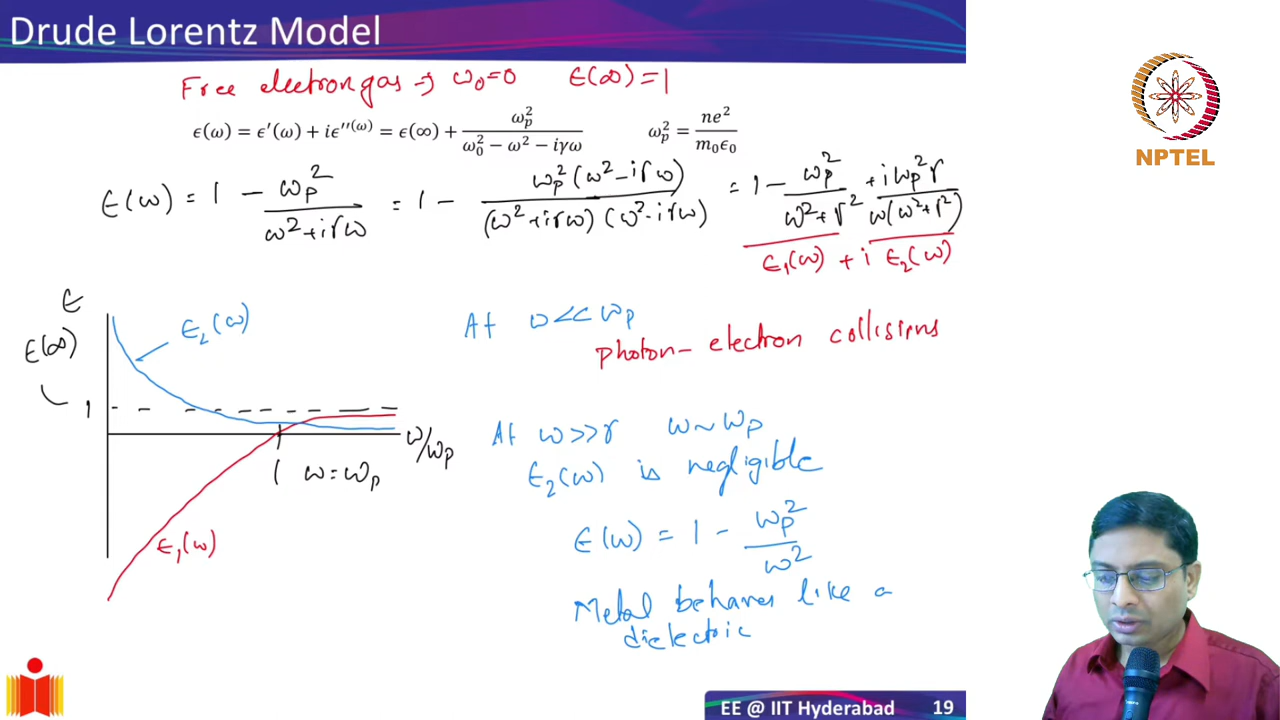 Drude Lorentz Model
Free electron gas → ω₀=0 ϵ(∞)=1
ϵ(ω) = ϵ′(ω) + iϵ′′⁽ω⁾ = ϵ(∞) + ωₚ² / (ω₀² − ω² − iγω) ωₚ² = ne² / (m₀ϵ₀)
ϵ(ω) = 1 − ωₚ² / (ω²+iγω) = 1 − ωₚ²(ω²−iγω) / ((ω²+iγω)(ω²−iγω)) = 1 − ωₚ² / (ω²+γ²) + iωₚ²γ / (ω(ω²+γ²))
ϵ₁(ω) + i ϵ₂(ω)
ϵ
ϵ(∞)
1
ϵ₂(ω)
ω/ωₚ
1 ω=ωₚ
ϵ₁(ω)
At ω<<ωₚ
photon-electron collisions
At ω>>γ ω~ωₚ
ϵ₂(ω) is negligible
ϵ(ω) = 1 − ωₚ² / ω²
Metal behaves like a
dielectric
NPTEL
EE @ IIT Hyderabad 19